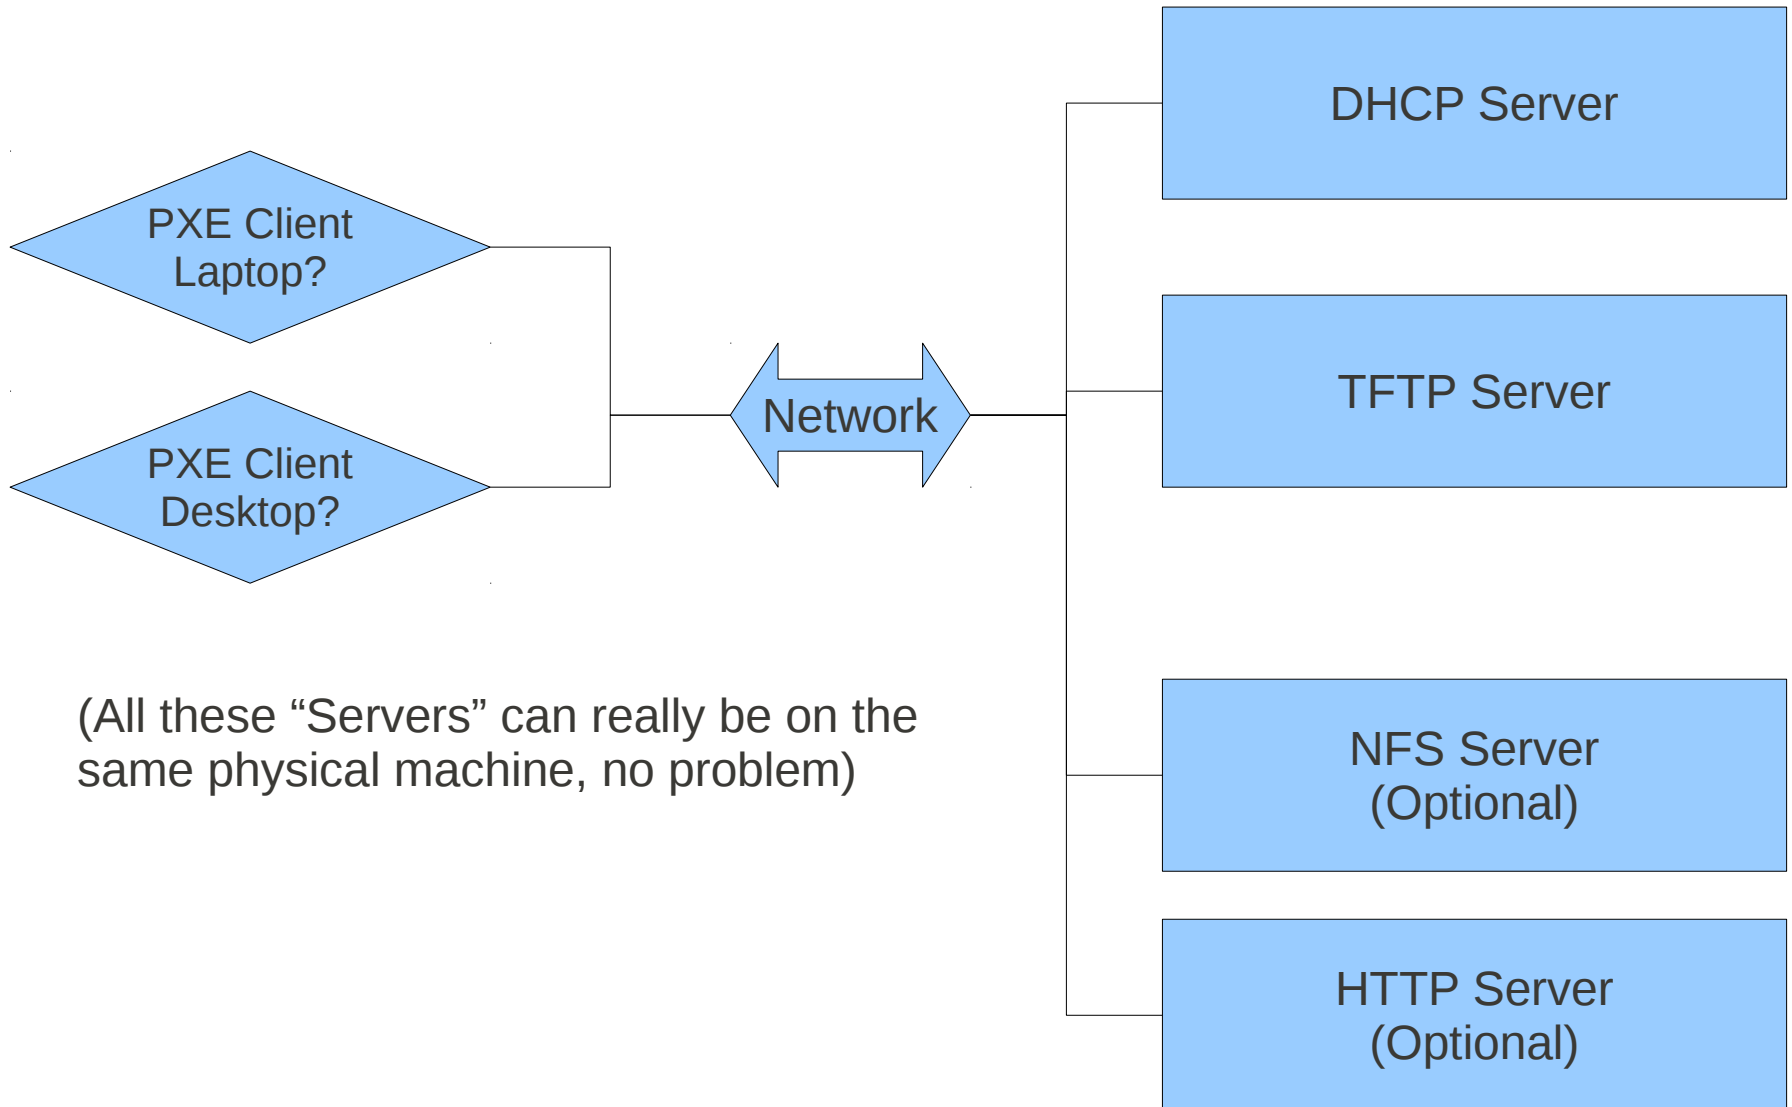 DHCP Server
PXE Client
Laptop?
TFTP Server
Network
PXE Client
Desktop?
(All these “Servers” can really be on the
same physical machine, no problem)
NFS Server
(Optional)
HTTP Server
(Optional)